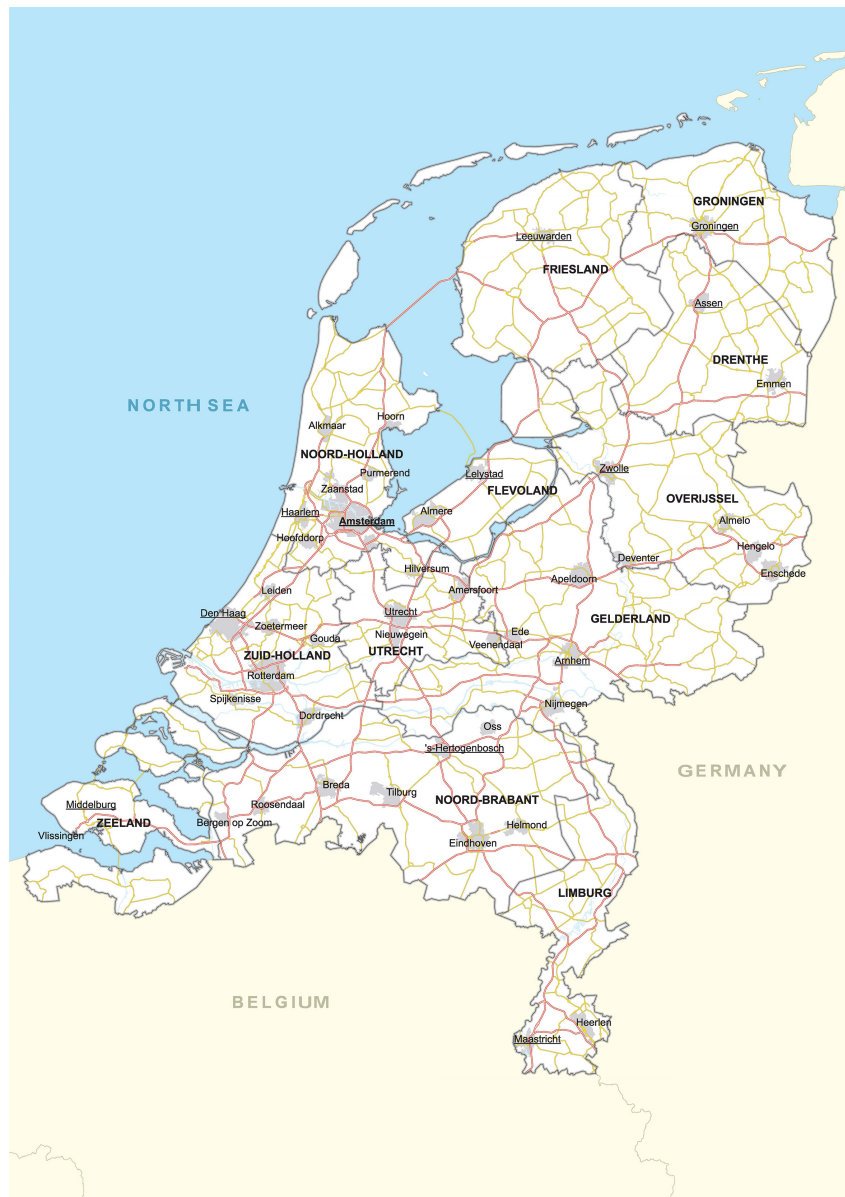 GRONINGEN
Groningen
Leeuwarden
FRIESLAND
Assen
DRENTHE
Emmen
NORTH SEA
Hoorn
Alkmaar
NOORD-HOLLAND
Purmerend
Lelystad
Zwolle
Zaanstad
FLEVOLAND
OVERIJSSEL
Haarlem
Almere
Amsterdam
Almelo
Hoofddorp
Hengelo
Deventer
Hilversum
Enschede
Apeldoorn
Leiden
Amersfoort
Den Haag
Utrecht
GELDERLAND
Zoetermeer
Nieuwegein
Ede
Gouda
Veenendaal
ZUID-HOLLAND
UTRECHT
Arnhem
Rotterdam
Spijkenisse
Nijmegen
Dordrecht
Oss
's-Hertogenbosch
GERMANY
Breda
Tilburg
NOORD-BRABANT
Middelburg
Roosendaal
ZEELAND
Bergen op Zoom
Helmond
Vlissingen
Eindhoven
LIMBURG
BELGIUM
Heerlen
Maastricht